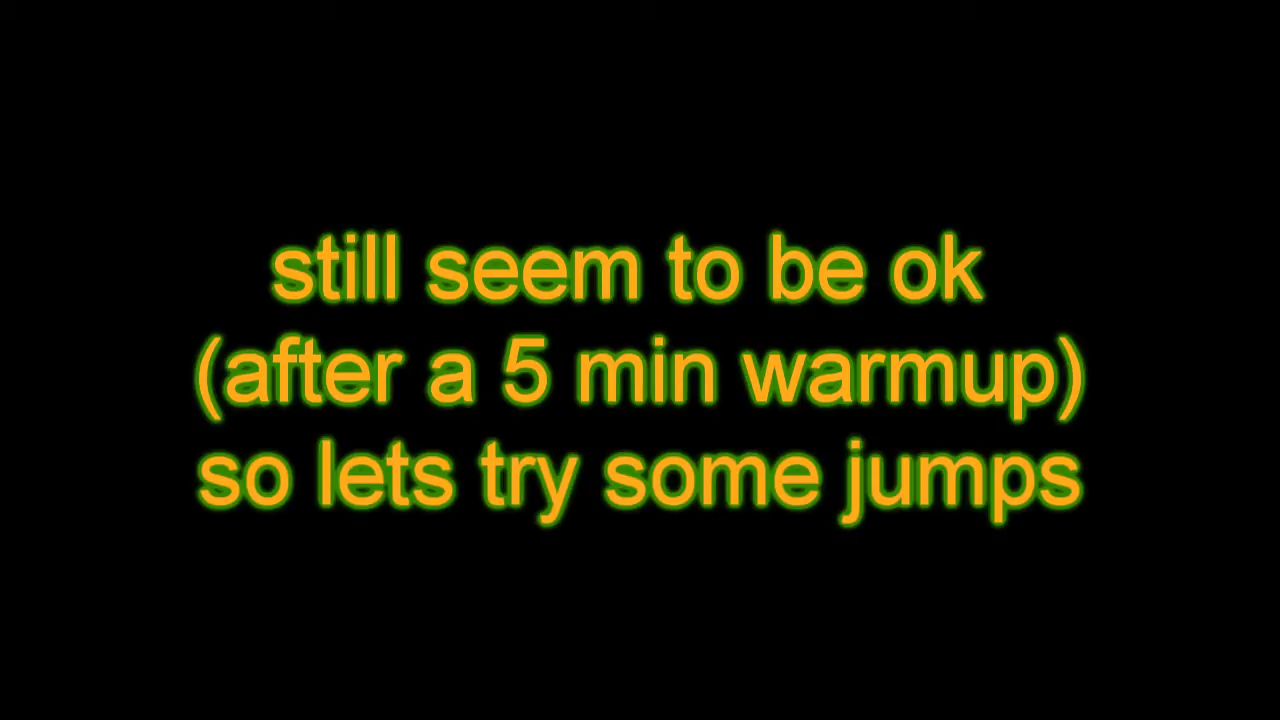 still seem to be ok
(after a 5 min warmup)
so lets try some jumps